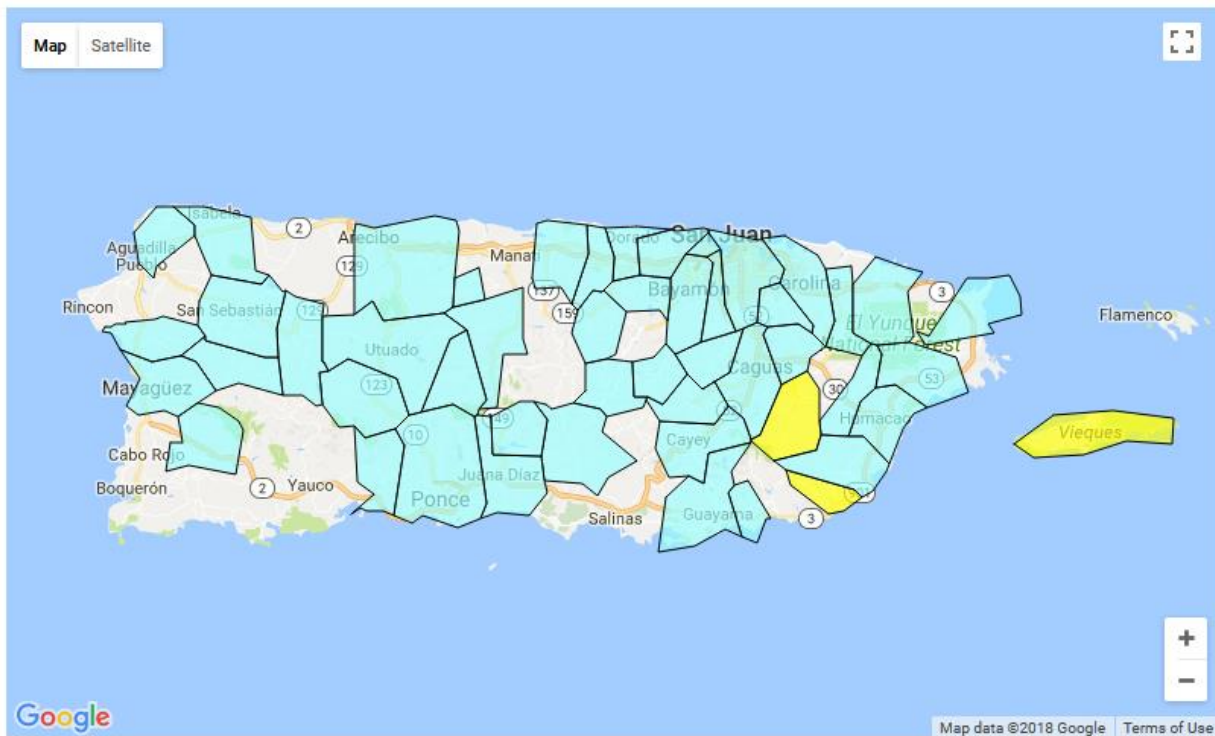 Map Satellite
Isabela
2
Arecibo
Dorado
San Juan
Aguadilla
Pueblo
129
Manatí
137
Bayamón
Carolina
3
Rincon
San Sebastián
129
159
52
El Yunque
National Forest
Flamenco
Utuado
Caguas
Mayagüez
123
30
53
149
Humacao
Vieques
10
Cayey
Cabo Rojo
Juana Díaz
Boquerón
2
Yauco
Ponce
901
Salinas
Guayama
3
+
−
Google
Map data ©2018 Google Terms of Use